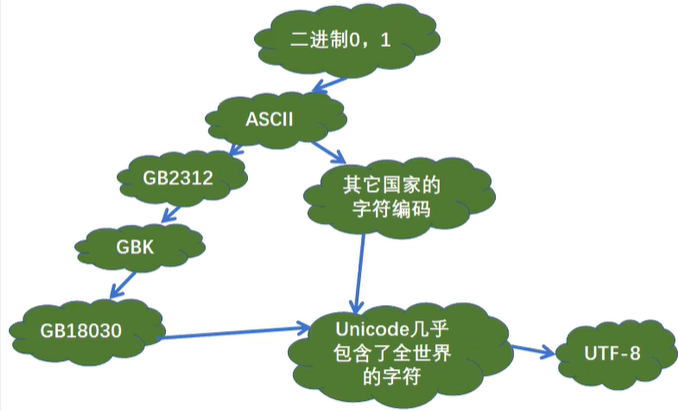 二进制0，1
ASCII
GB2312
其它国家的
字符编码
GBK
GB18030
Unicode几乎
包含了全世界
的字符
UTF-8